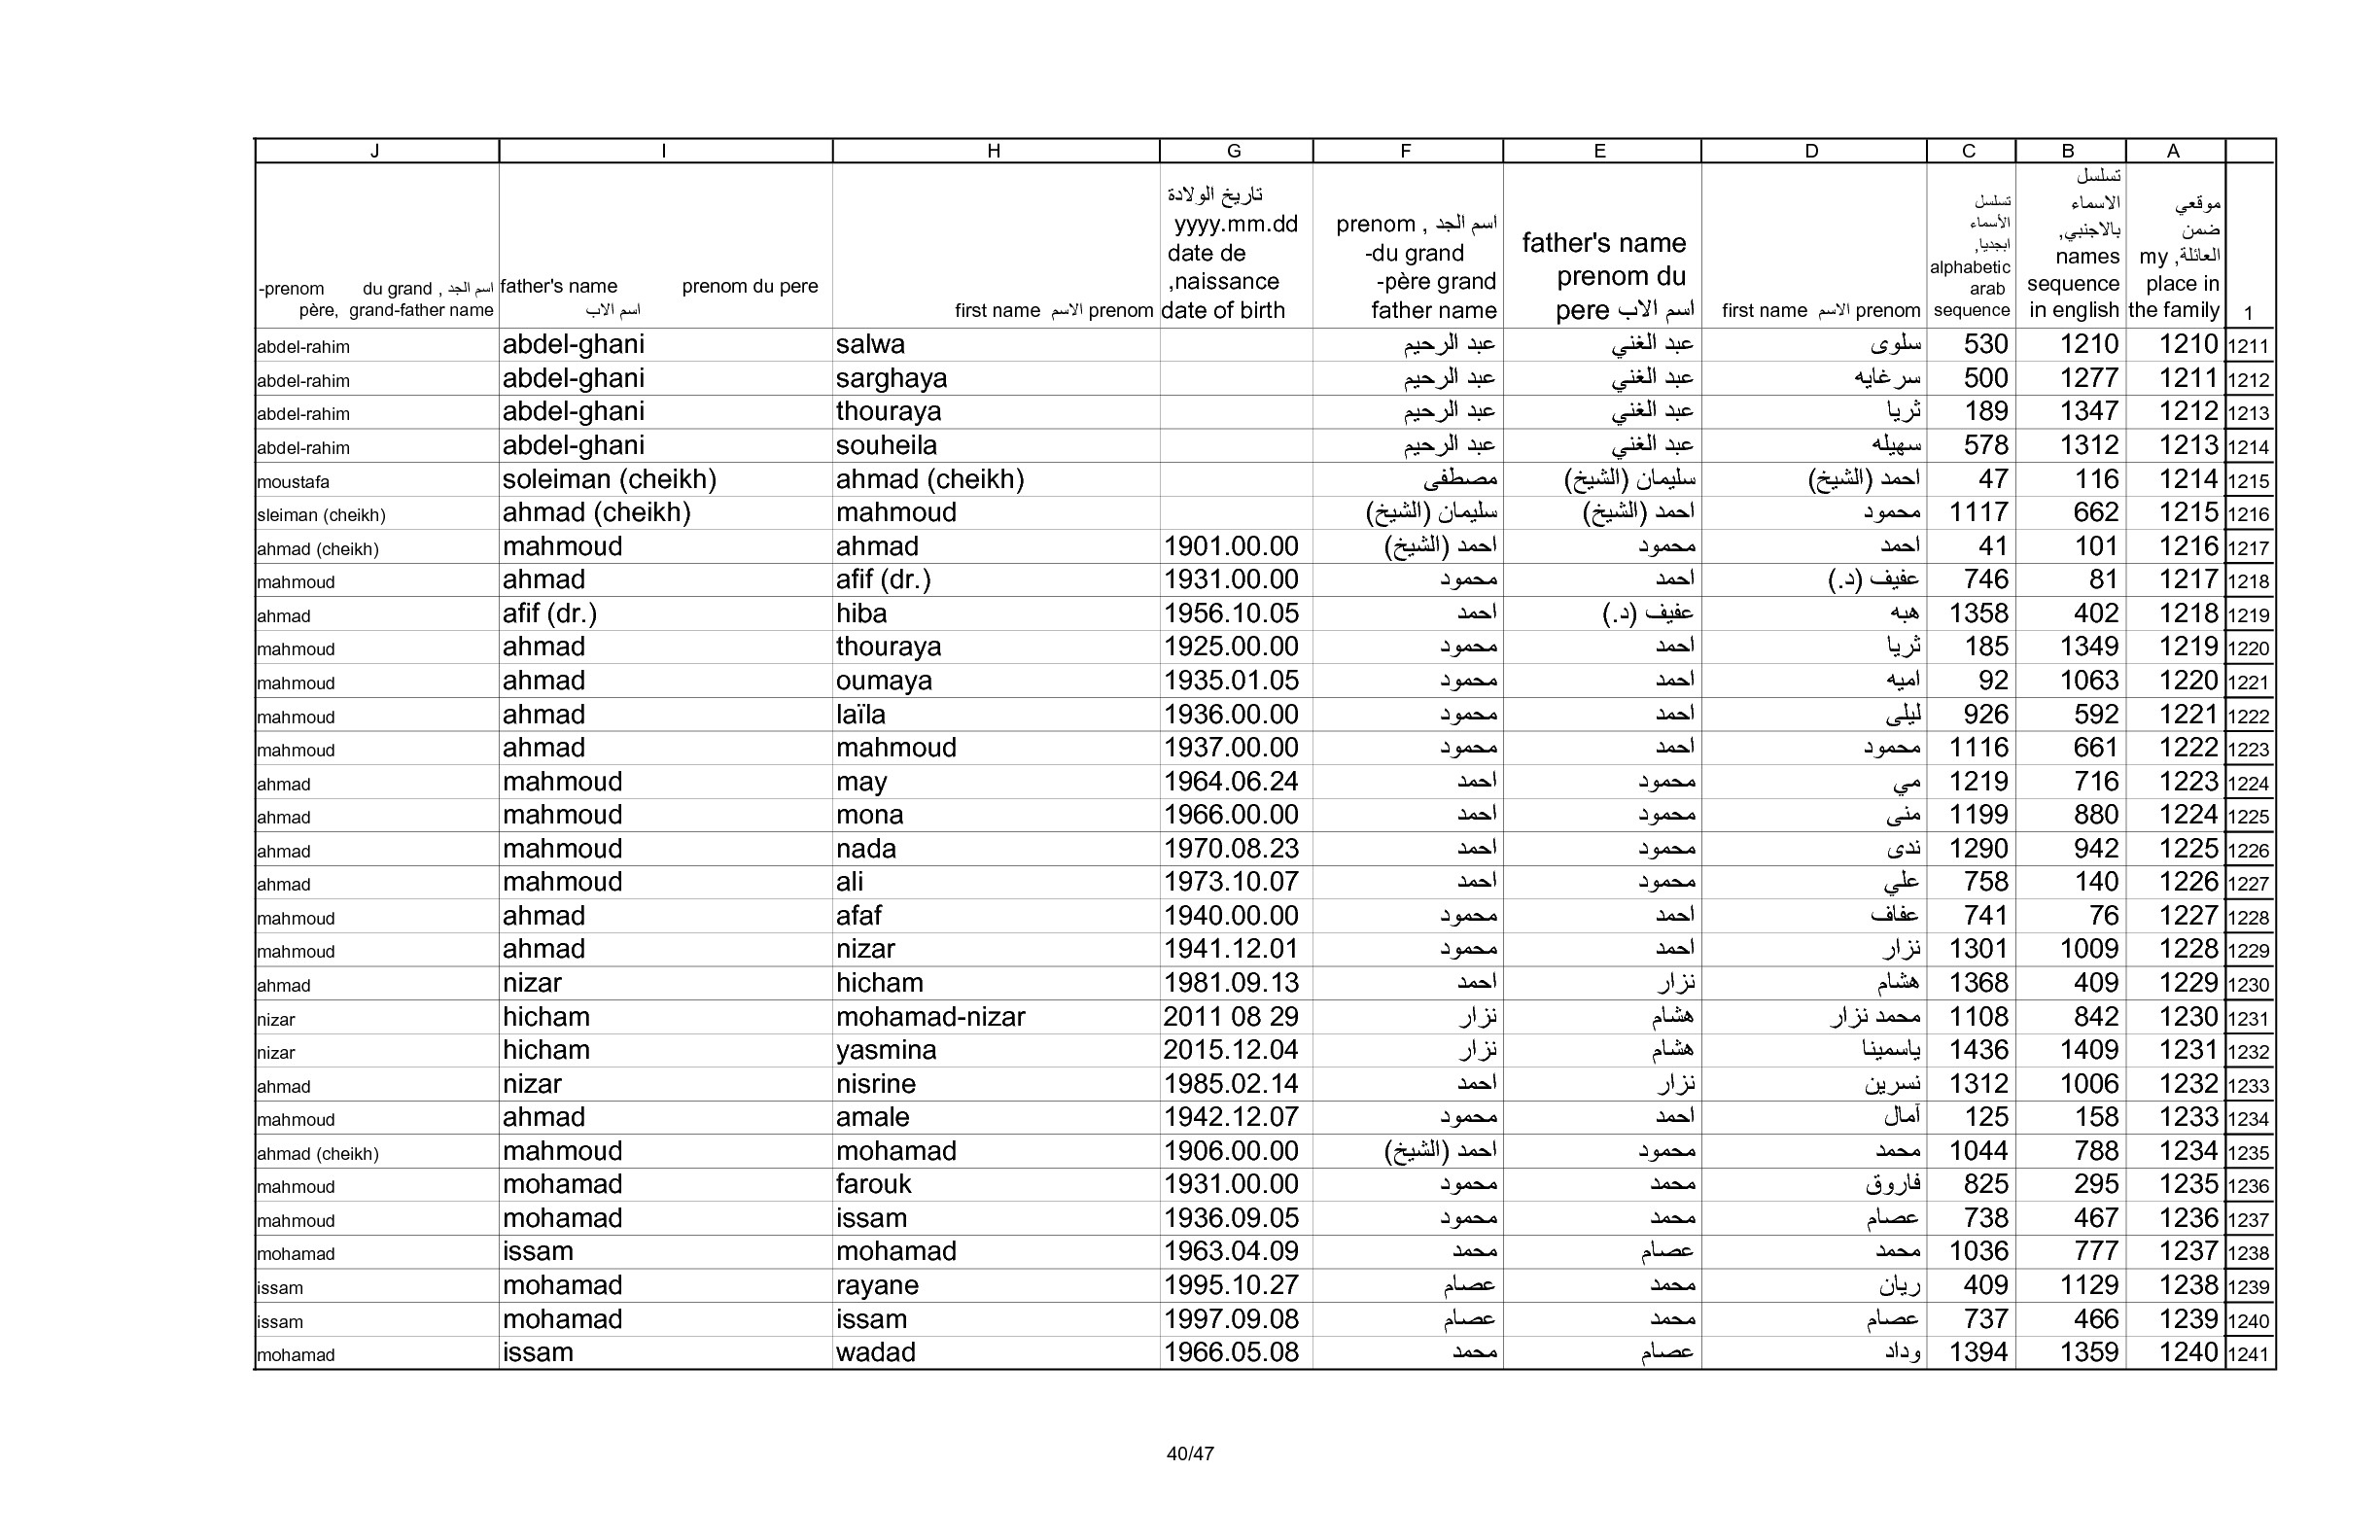 J I H G F E D C B A
-prenom du grand , اسم الجد père, grand-father name
father's name prenom du pere اسم الاب
first name الاسم prenom
تاريخ الولادة yyyy.mm.dd date de naissance, date of birth
prenom , اسم الجد -du grand -père grand father name
father's name prenom du pere اسم الاب
first name الاسم prenom
تسلسل الأسماء ابجديا, alphabetic arab sequence
تسلسل الاسماء بالاجنبي, names sequence in english
موقعي ضمن العائلة, my place in the family
1
abdel-rahim abdel-ghani salwa عبد الرحيم عبد الغني سلوى 530 1210 1210 1211
abdel-rahim abdel-ghani sarghaya عبد الرحيم عبد الغني سرغايه 500 1277 1211 1212
abdel-rahim abdel-ghani thouraya عبد الرحيم عبد الغني ثريا 189 1347 1212 1213
abdel-rahim abdel-ghani souheila عبد الرحيم عبد الغني سهيله 578 1312 1213 1214
moustafa soleiman (cheikh) ahmad (cheikh) مصطفى سليمان (الشيخ) احمد (الشيخ) 47 116 1214 1215
sleiman (cheikh) ahmad (cheikh) mahmoud سليمان (الشيخ) احمد (الشيخ) محمود 1117 662 1215 1216
ahmad (cheikh) mahmoud ahmad 1901.00.00 احمد (الشيخ) محمود احمد 41 101 1216 1217
mahmoud ahmad afif (dr.) 1931.00.00 محمود احمد عفيف (د.) 746 81 1217 1218
ahmad afif (dr.) hiba 1956.10.05 احمد عفيف (د.) هبه 1358 402 1218 1219
mahmoud ahmad thouraya 1925.00.00 محمود احمد ثريا 185 1349 1219 1220
mahmoud ahmad oumaya 1935.01.05 محمود احمد اميه 92 1063 1220 1221
mahmoud ahmad laïla 1936.00.00 محمود احمد ليلى 926 592 1221 1222
mahmoud ahmad mahmoud 1937.00.00 محمود احمد محمود 1116 661 1222 1223
ahmad mahmoud may 1964.06.24 احمد محمود مي 1219 716 1223 1224
ahmad mahmoud mona 1966.00.00 احمد محمود منى 1199 880 1224 1225
ahmad mahmoud nada 1970.08.23 احمد محمود ندى 1290 942 1225 1226
ahmad mahmoud ali 1973.10.07 احمد محمود علي 758 140 1226 1227
mahmoud ahmad afaf 1940.00.00 محمود احمد عفاف 741 76 1227 1228
mahmoud ahmad nizar 1941.12.01 محمود احمد نزار 1301 1009 1228 1229
ahmad nizar hicham 1981.09.13 احمد نزار هشام 1368 409 1229 1230
nizar hicham mohamad-nizar 2011 08 29 نزار هشام محمد نزار 1108 842 1230 1231
nizar hicham yasmina 2015.12.04 نزار هشام ياسمينا 1436 1409 1231 1232
ahmad nizar nisrine 1985.02.14 احمد نزار نسرين 1312 1006 1232 1233
mahmoud ahmad amale 1942.12.07 محمود احمد آمال 125 158 1233 1234
ahmad (cheikh) mahmoud mohamad 1906.00.00 احمد (الشيخ) محمود محمد 1044 788 1234 1235
mahmoud mohamad farouk 1931.00.00 محمود محمد فاروق 825 295 1235 1236
mahmoud mohamad issam 1936.09.05 محمود محمد عصام 738 467 1236 1237
mohamad issam mohamad 1963.04.09 محمد عصام محمد 1036 777 1237 1238
issam mohamad rayane 1995.10.27 عصام محمد ريان 409 1129 1238 1239
issam mohamad issam 1997.09.08 عصام محمد عصام 737 466 1239 1240
mohamad issam wadad 1966.05.08 محمد عصام وداد 1394 1359 1240 1241
40/47